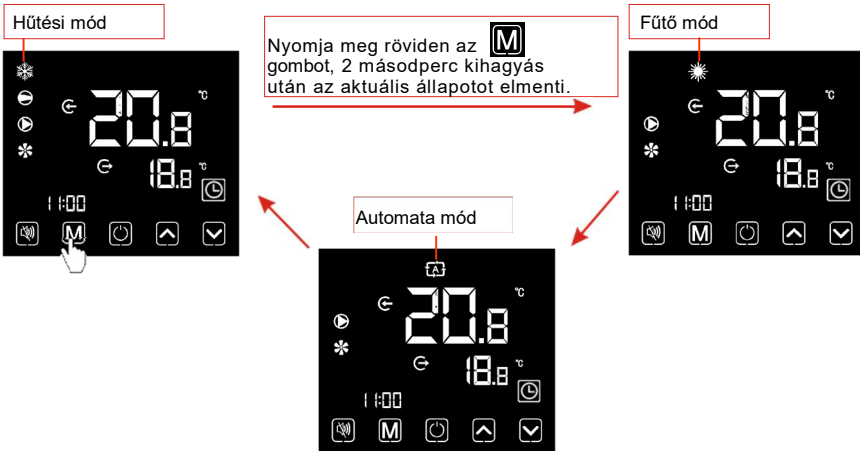 Hűtési mód
Nyomja meg röviden az M
gombot, 2 másodperc kihagyás
után az aktuális állapotot elmenti.
Fűtő mód
20.8 °C
18.8 °C
11:00
M
20.8 °C
18.8 °C
11:00
M
Automata mód
A
20.8 °C
18.8 °C
11:00
M